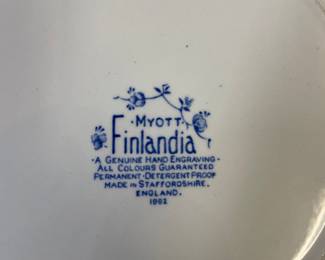 · MYOTT ·
Finlandia
· A GENUINE HAND ENGRAVING ·
ALL COLOURS GUARANTEED
PERMANENT · DETERGENT PROOF
MADE IN STAFFORDSHIRE.
ENGLAND.
1982